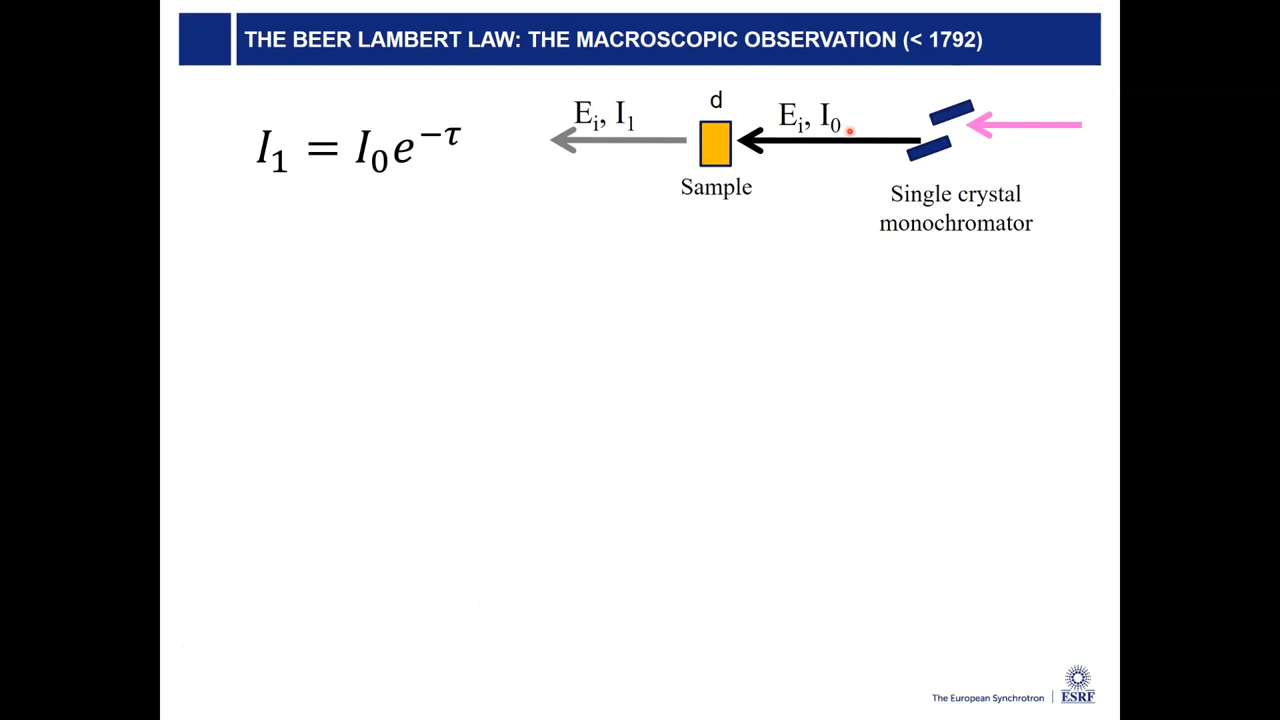 THE BEER LAMBERT LAW: THE MACROSCOPIC OBSERVATION (< 1792)
I₁ = I₀e^{−τ}
Eᵢ, I₁
d
Eᵢ, I₀
Sample
Single crystal
monochromator
The European Synchrotron
ESRF